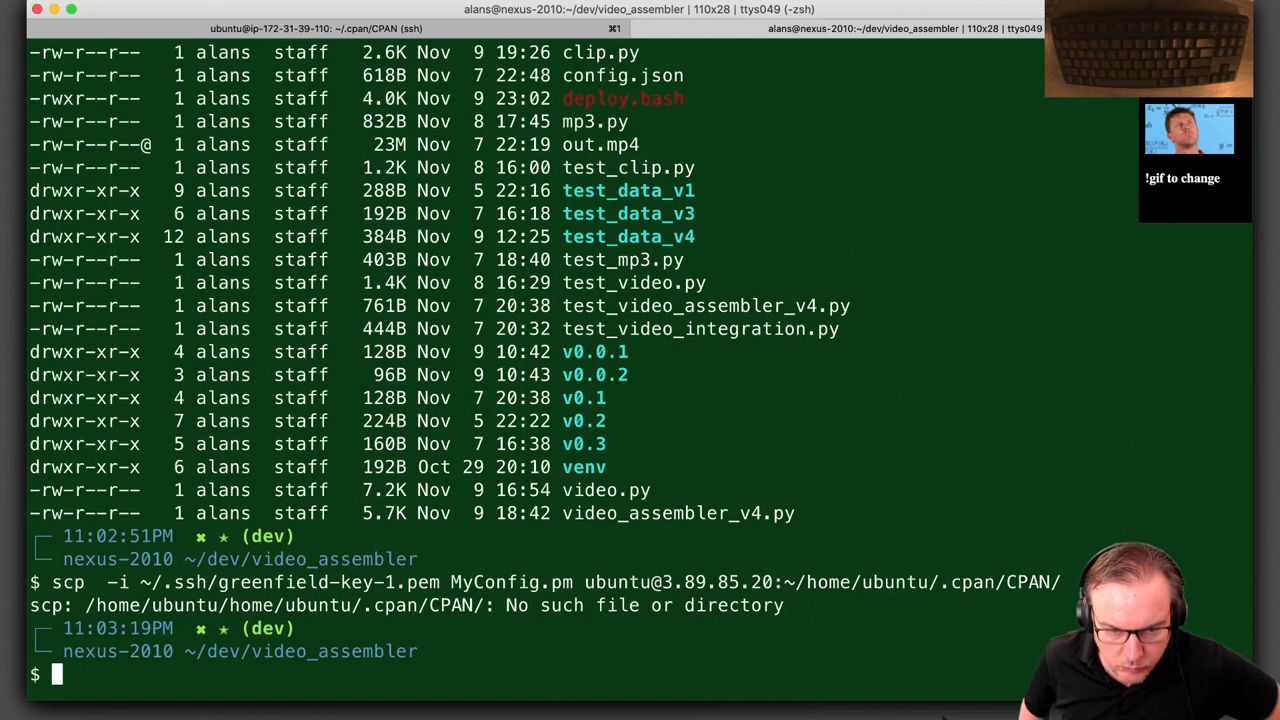 alans@nexus-2010:~/dev/video_assembler | 110x28 | ttys049 (-zsh)
ubuntu@ip-172-31-39-110: ~/.cpan/CPAN (ssh) ⌘1 alans@nexus-2010:~/dev/video_assembler | 110x28 | ttys049
-rw-r--r-- 1 alans staff 2.6K Nov 9 19:26 clip.py
-rw-r--r-- 1 alans staff 618B Nov 7 22:48 config.json
-rwxr--r-- 1 alans staff 4.0K Nov 9 23:02 deploy.bash
-rw-r--r-- 1 alans staff 832B Nov 8 17:45 mp3.py
-rw-r--r--@ 1 alans staff 23M Nov 7 22:19 out.mp4
-rw-r--r-- 1 alans staff 1.2K Nov 8 16:00 test_clip.py
drwxr-xr-x 9 alans staff 288B Nov 5 22:16 test_data_v1
drwxr-xr-x 6 alans staff 192B Nov 7 16:18 test_data_v3
drwxr-xr-x 12 alans staff 384B Nov 9 12:25 test_data_v4
-rw-r--r-- 1 alans staff 403B Nov 7 18:40 test_mp3.py
-rw-r--r-- 1 alans staff 1.4K Nov 8 16:29 test_video.py
-rw-r--r-- 1 alans staff 761B Nov 7 20:38 test_video_assembler_v4.py
-rw-r--r-- 1 alans staff 444B Nov 7 20:32 test_video_integration.py
drwxr-xr-x 4 alans staff 128B Nov 9 10:42 v0.0.1
drwxr-xr-x 3 alans staff 96B Nov 9 10:43 v0.0.2
drwxr-xr-x 4 alans staff 128B Nov 7 20:38 v0.1
drwxr-xr-x 7 alans staff 224B Nov 5 22:22 v0.2
drwxr-xr-x 5 alans staff 160B Nov 7 16:38 v0.3
drwxr-xr-x 6 alans staff 192B Oct 29 20:10 venv
-rw-r--r-- 1 alans staff 7.2K Nov 9 16:54 video.py
-rw-r--r-- 1 alans staff 5.7K Nov 9 18:42 video_assembler_v4.py
11:02:51PM ✖ ★ (dev)
nexus-2010 ~/dev/video_assembler
$ scp -i ~/.ssh/greenfield-key-1.pem MyConfig.pm ubuntu@3.89.85.20:~/home/ubuntu/.cpan/CPAN/
scp: /home/ubuntu/home/ubuntu/.cpan/CPAN/: No such file or directory
11:03:19PM ✖ ★ (dev)
nexus-2010 ~/dev/video_assembler
$
!gif to change